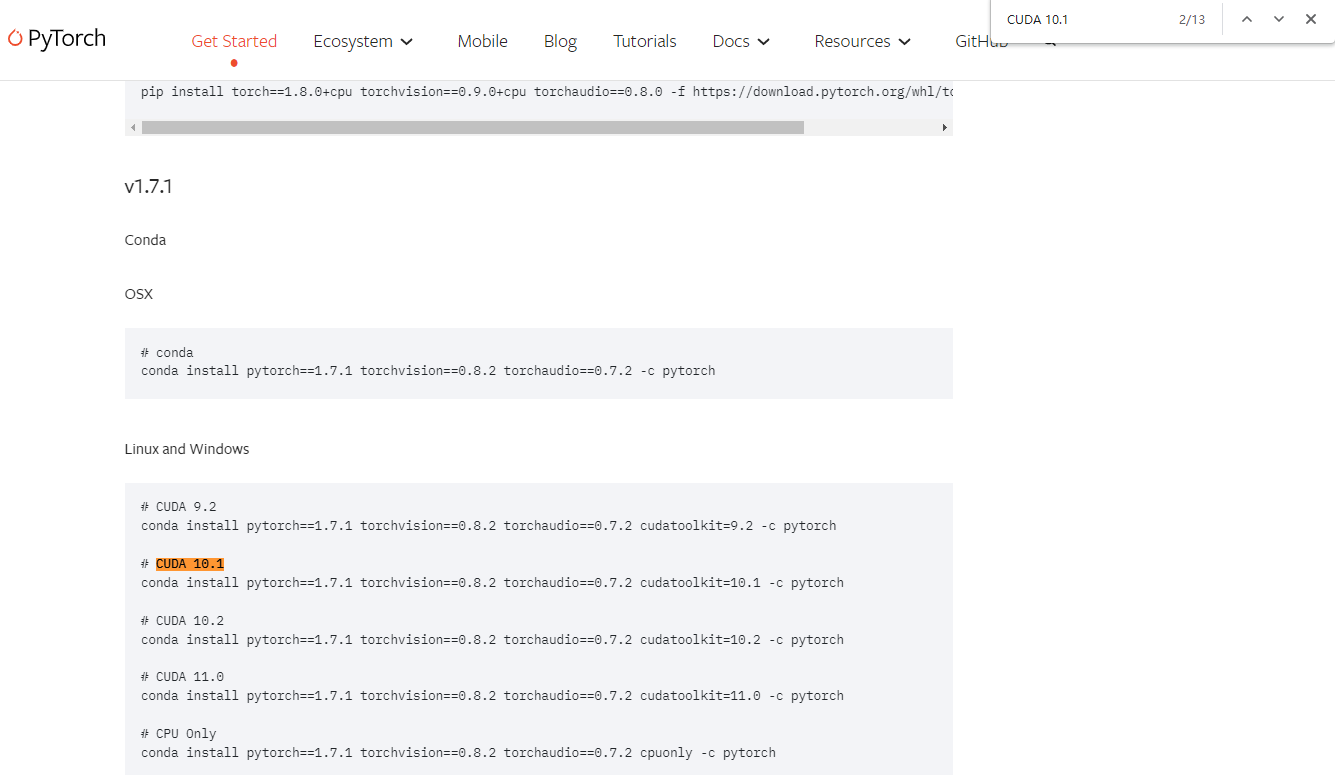 PyTorch
Get Started
Ecosystem
Mobile
Blog
Tutorials
Docs
Resources
GitHub
CUDA 10.1
2/13
pip install torch==1.8.0+cpu torchvision==0.9.0+cpu torchaudio==0.8.0 -f https://download.pytorch.org/whl/to
v1.7.1
Conda
OSX
# conda
conda install pytorch==1.7.1 torchvision==0.8.2 torchaudio==0.7.2 -c pytorch
Linux and Windows
# CUDA 9.2
conda install pytorch==1.7.1 torchvision==0.8.2 torchaudio==0.7.2 cudatoolkit=9.2 -c pytorch
# CUDA 10.1
conda install pytorch==1.7.1 torchvision==0.8.2 torchaudio==0.7.2 cudatoolkit=10.1 -c pytorch
# CUDA 10.2
conda install pytorch==1.7.1 torchvision==0.8.2 torchaudio==0.7.2 cudatoolkit=10.2 -c pytorch
# CUDA 11.0
conda install pytorch==1.7.1 torchvision==0.8.2 torchaudio==0.7.2 cudatoolkit=11.0 -c pytorch
# CPU Only
conda install pytorch==1.7.1 torchvision==0.8.2 torchaudio==0.7.2 cpuonly -c pytorch